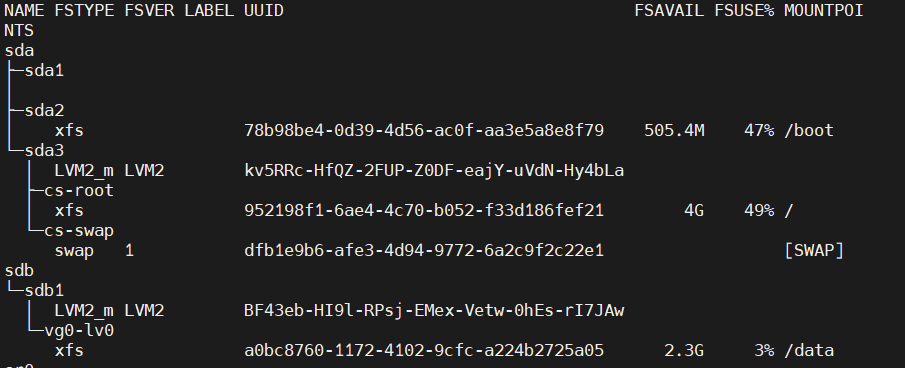 NAME FSTYPE FSVER LABEL UUID                                   FSAVAIL FSUSE% MOUNTPOI
NTS
sda
├─sda1
│
├─sda2
│    xfs                78b98be4-0d39-4d56-ac0f-aa3e5a8e8f79    505.4M    47% /boot
└─sda3
  │  LVM2_m LVM2        kv5RRc-HfQZ-2FUP-Z0DF-eajY-uVdN-Hy4bLa
  ├─cs-root
  │  xfs                952198f1-6ae4-4c70-b052-f33d186fef21        4G    49% /
  └─cs-swap
     swap   1           dfb1e9b6-afe3-4d94-9772-6a2c9f2c22e1                  [SWAP]
sdb
└─sdb1
  │  LVM2_m LVM2        BF43eb-HI9l-RPsj-EMex-Vetw-0hEs-rI7JAw
  └─vg0-lv0
     xfs                a0bc8760-1172-4102-9cfc-a224b2725a05      2.3G     3% /data